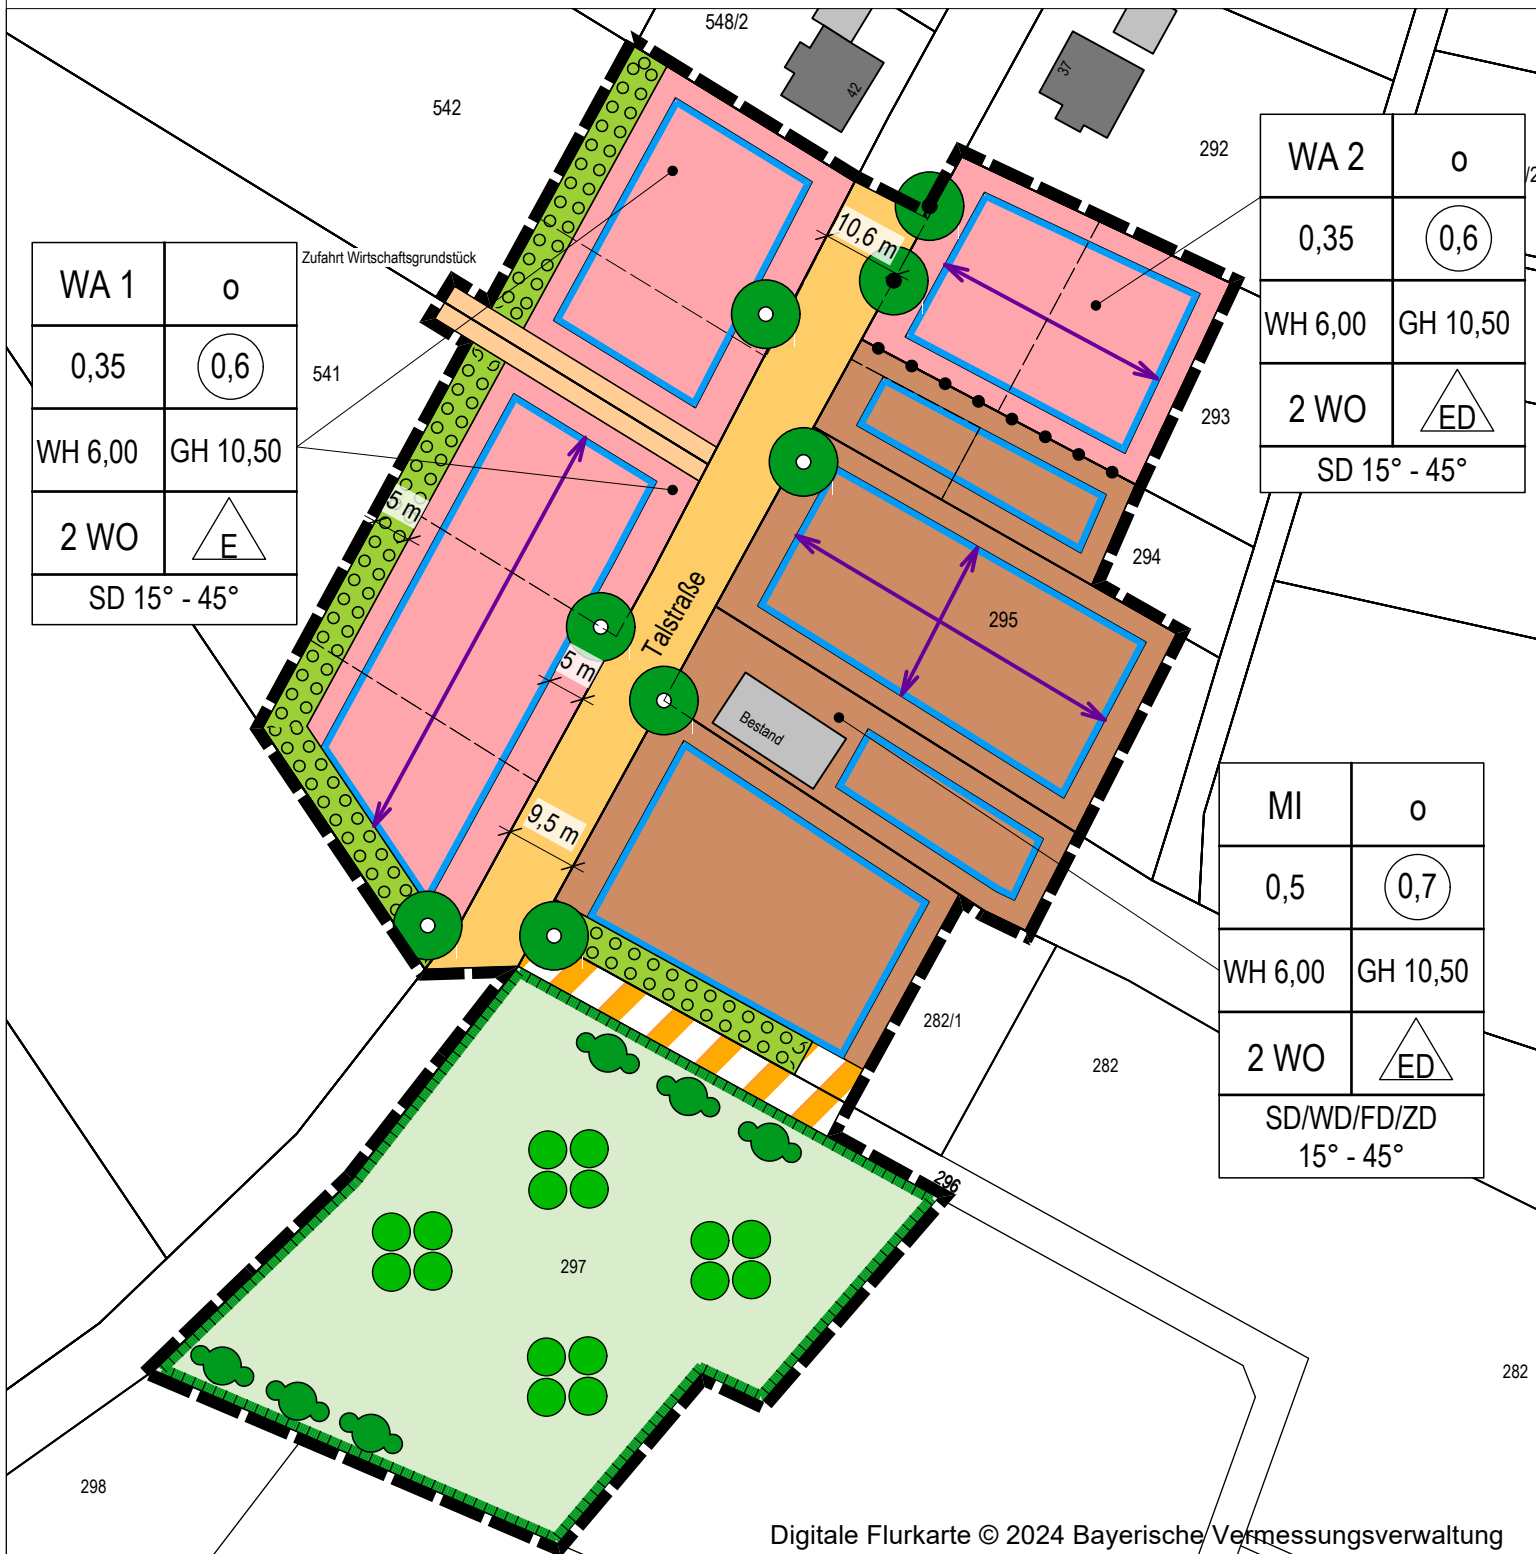 548/2
542
42
37
292
WA 2 o
/2
0,35 0,6
WH 6,00 GH 10,50
2 WO ED
SD 15° - 45°
10,6 m
Zufahrt Wirtschaftsgrundstück
WA 1 o
0,35 0,6
WH 6,00 GH 10,50
2 WO E
SD 15° - 45°
541
293
294
5 m
Talstraße
295
5 m
Bestand
9,5 m
MI o
0,5 0,7
WH 6,00 GH 10,50
2 WO ED
SD/WD/FD/ZD
15° - 45°
282/1
282
296
297
282
298
Digitale Flurkarte © 2024 Bayerische Vermessungsverwaltung